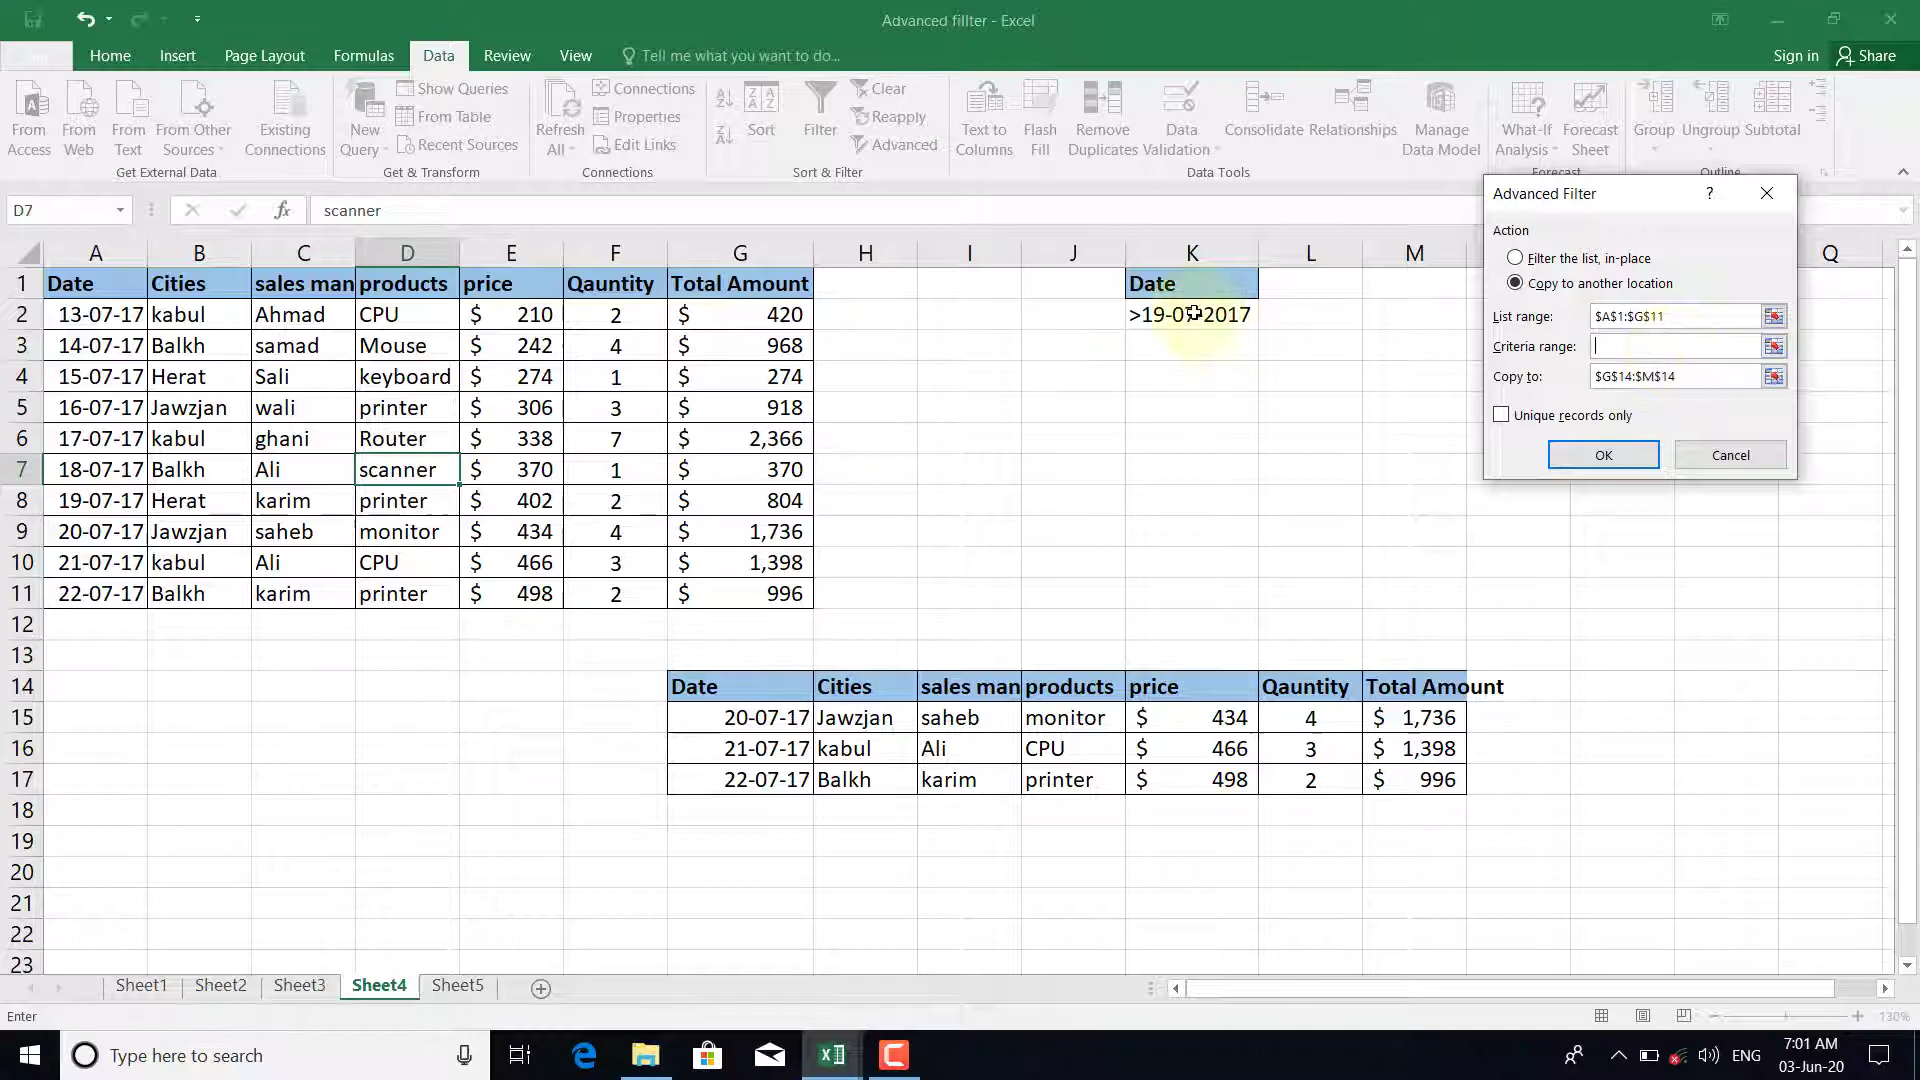 Advanced fillter - Excel
Home Insert Page Layout Formulas Data Review View Tell me what you want to do... Sign in Share
From Access
From Web
From Text
From Other Sources
Existing Connections
Get External Data
New Query
Show Queries
From Table
Recent Sources
Get & Transform
Refresh All
Connections
Properties
Edit Links
Connections
Sort
Filter
Clear
Reapply
Advanced
Sort & Filter
Text to Columns
Flash Fill
Remove Duplicates
Data Validation
Consolidate
Relationships
Manage Data Model
Data Tools
What-If Analysis
Forecast Sheet
Forecast
Group
Ungroup
Subtotal
Outline
D7 fx scanner
A B C D E F G H I J K L M Q
1 Date Cities sales man products price Qauntity Total Amount Date
2 13-07-17 kabul Ahmad CPU $ 210 2 $ 420 >19-07-2017
3 14-07-17 Balkh samad Mouse $ 242 4 $ 968
4 15-07-17 Herat Sali keyboard $ 274 1 $ 274
5 16-07-17 Jawzjan wali printer $ 306 3 $ 918
6 17-07-17 kabul ghani Router $ 338 7 $ 2,366
7 18-07-17 Balkh Ali scanner $ 370 1 $ 370
8 19-07-17 Herat karim printer $ 402 2 $ 804
9 20-07-17 Jawzjan saheb monitor $ 434 4 $ 1,736
10 21-07-17 kabul Ali CPU $ 466 3 $ 1,398
11 22-07-17 Balkh karim printer $ 498 2 $ 996
12
13
14 Date Cities sales man products price Qauntity Total Amount
15 20-07-17 Jawzjan saheb monitor $ 434 4 $ 1,736
16 21-07-17 kabul Ali CPU $ 466 3 $ 1,398
17 22-07-17 Balkh karim printer $ 498 2 $ 996
18
19
20
21
22
23
Advanced Filter ?
Action
Filter the list, in-place
Copy to another location
List range: $A$1:$G$11
Criteria range:
Copy to: $G$14:$M$14
Unique records only
OK Cancel
Sheet1 Sheet2 Sheet3 Sheet4 Sheet5
Enter 130%
Type here to search
ENG
7:01 AM
03-Jun-20